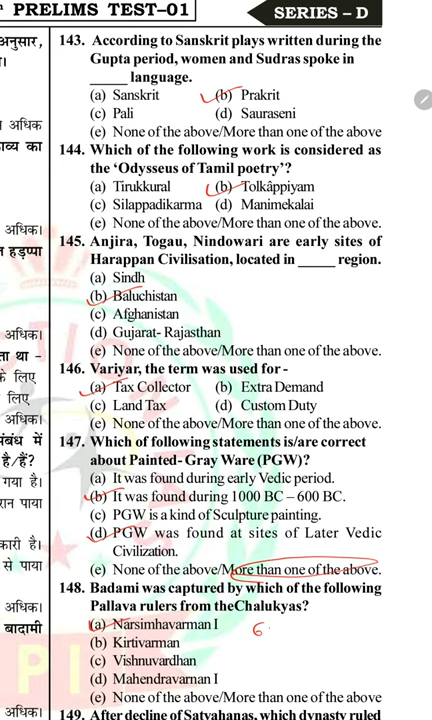 PRELIMS TEST–01
SERIES – D
अनुसार,
143. According to Sanskrit plays written during the
Gupta period, women and Sudras spoke in
______ language.
(a) Sanskrit (b) Prakrit
(c) Pali (d) Sauraseni
(e) None of the above/More than one of the above
अधिक
144. Which of the following work is considered as
the ‘Odysseus of Tamil poetry’?
(a) Tirukkural (b) Tolkâppiyam
(c) Silappadikarma (d) Manimekalai
(e) None of the above/More than one of the above.
अधिक।
145. Anjira, Togau, Nindowari are early sites of
हड़प्पा
Harappan Civilisation, located in _____ region.
(a) Sindh
(b) Baluchistan
(c) Afghanistan
(d) Gujarat- Rajasthan
अधिक।
(e) None of the above/More than one of the above.
ता था -
146. Variyar, the term was used for -
के लिए
(a) Tax Collector (b) Extra Demand
लिए
(c) Land Tax (d) Custom Duty
अधिक।
(e) None of the above/More than one of the above.
संबंध में
147. Which of following statements is/are correct
है/हैं?
about Painted- Gray Ware (PGW)?
गया है।
(a) It was found during early Vedic period.
पाया
(b) It was found during 1000 BC – 600 BC.
(c) PGW is a kind of Sculpture painting.
कारी है।
(d) PGW was found at sites of Later Vedic
से पाया
Civilization.
(e) None of the above/More than one of the above.
148. Badami was captured by which of the following
अधिक।
Pallava rulers from theChalukyas?
बादामी
(a) Narsimhavarman I 6.
(b) Kirtivarman
(c) Vishnuvardhan
(d) Mahendravarnan I
(e) None of the above/More than one of the above
अधिक।
149. After decline of Satvahanas, which dynasty ruled